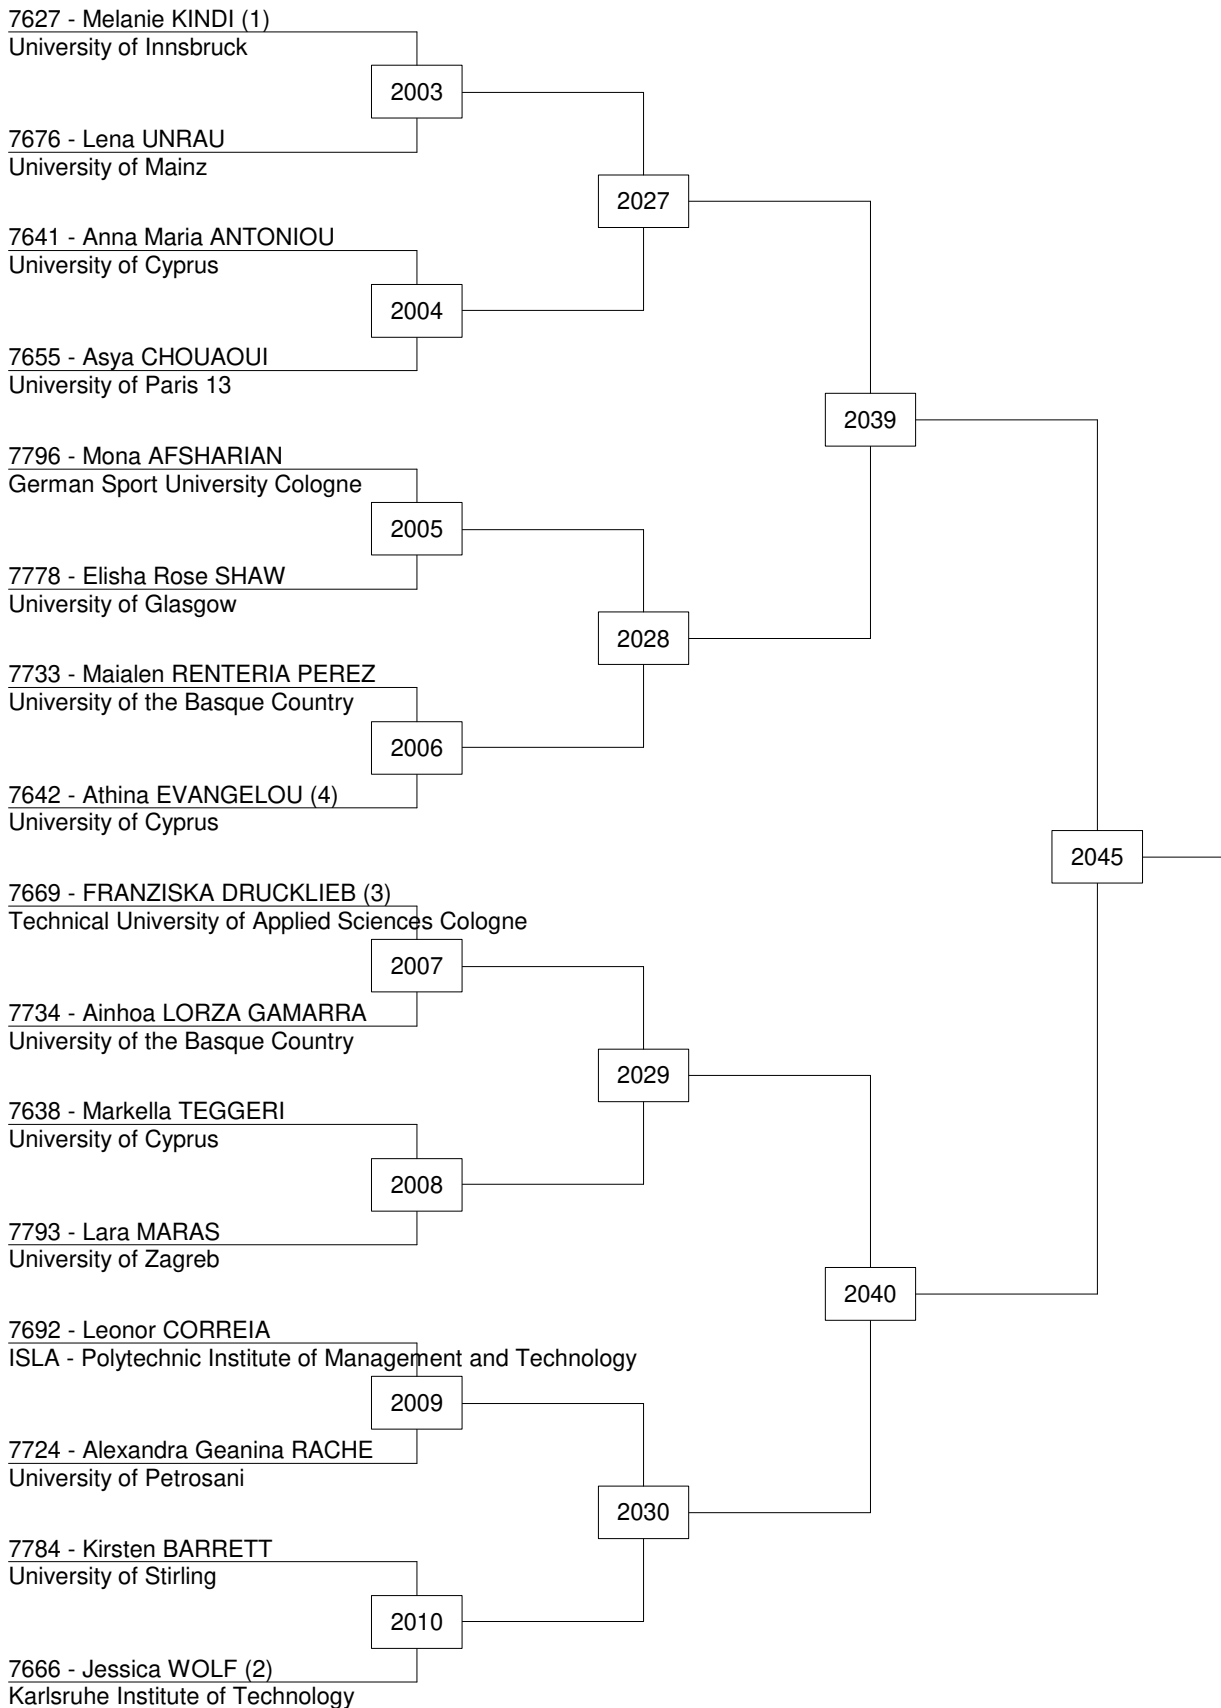 7627 - Melanie KINDI (1)
University of Innsbruck
2003
7676 - Lena UNRAU
University of Mainz
2027
7641 - Anna Maria ANTONIOU
University of Cyprus
2004
7655 - Asya CHOUAOUI
University of Paris 13
2039
7796 - Mona AFSHARIAN
German Sport University Cologne
2005
7778 - Elisha Rose SHAW
University of Glasgow
2028
7733 - Maialen RENTERIA PEREZ
University of the Basque Country
2006
7642 - Athina EVANGELOU (4)
University of Cyprus
2045
7669 - FRANZISKA DRUCKLIEB (3)
Technical University of Applied Sciences Cologne
2007
7734 - Ainhoa LORZA GAMARRA
University of the Basque Country
2029
7638 - Markella TEGGERI
University of Cyprus
2008
7793 - Lara MARAS
University of Zagreb
2040
7692 - Leonor CORREIA
ISLA - Polytechnic Institute of Management and Technology
2009
7724 - Alexandra Geanina RACHE
University of Petrosani
2030
7784 - Kirsten BARRETT
University of Stirling
2010
7666 - Jessica WOLF (2)
Karlsruhe Institute of Technology